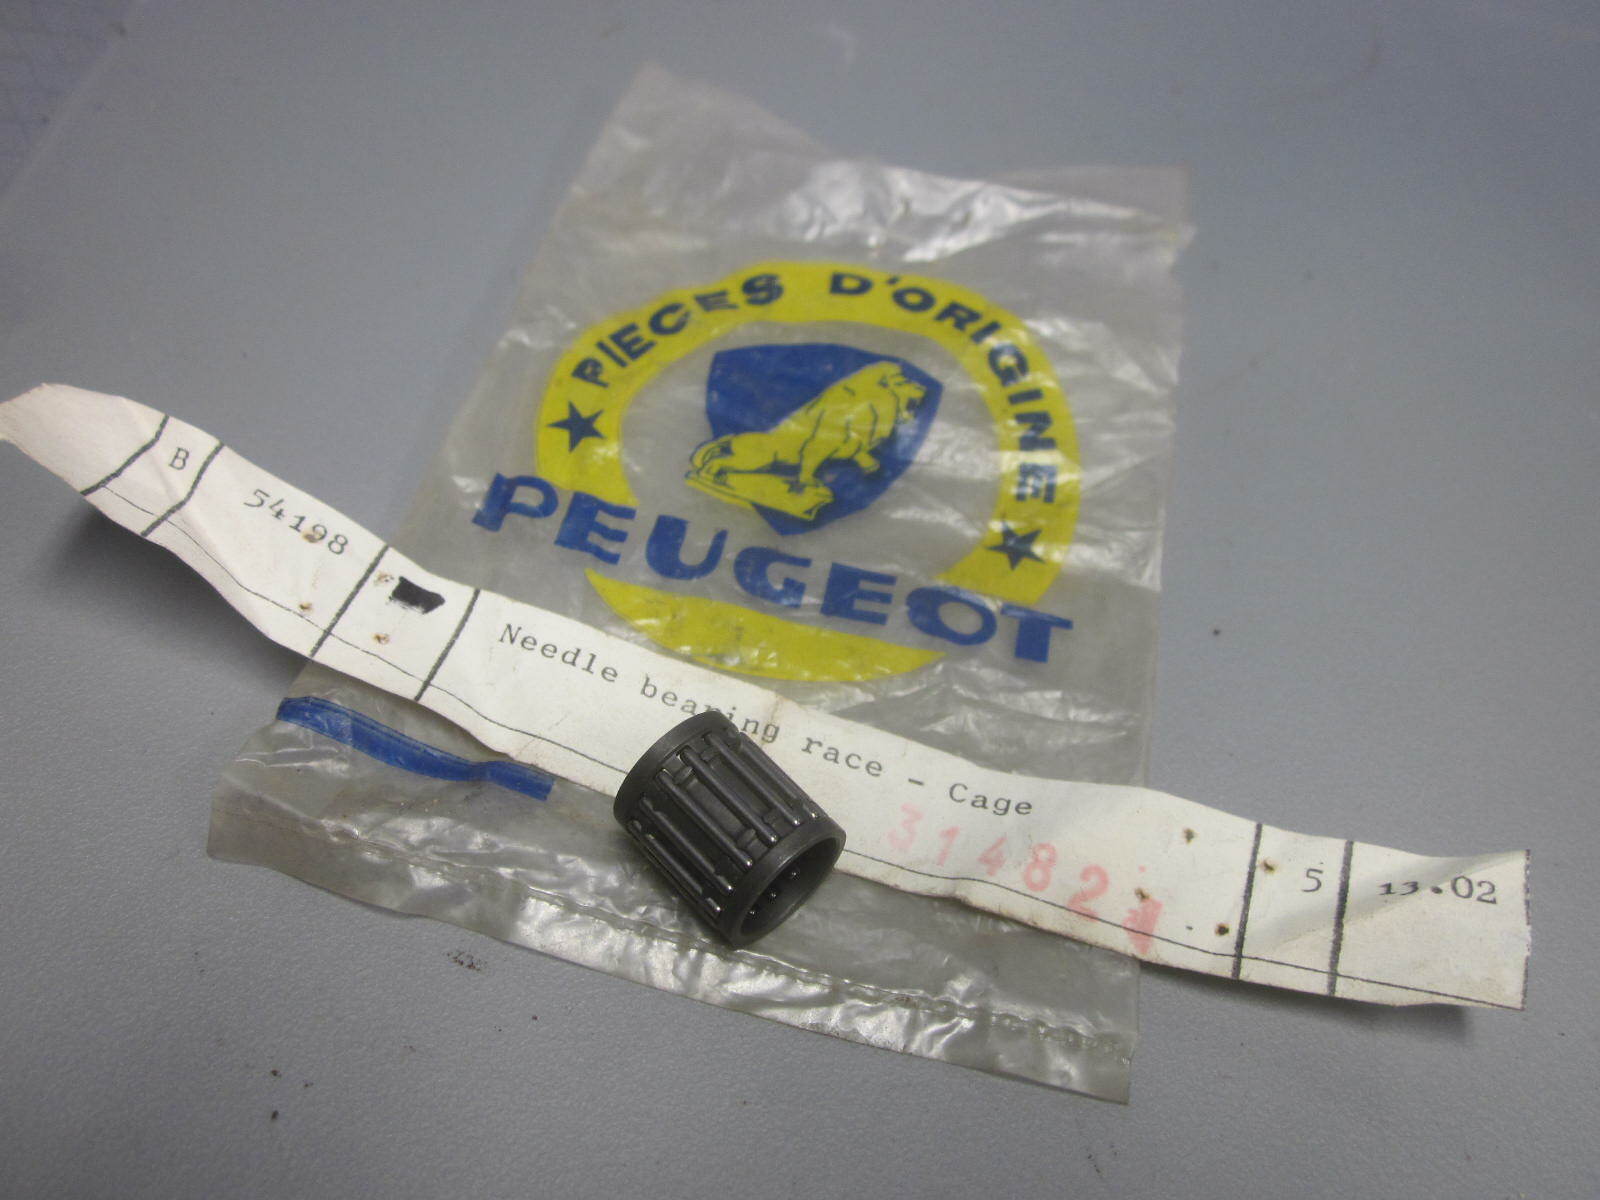 ★ PIECES D'ORIGINE ★
PEUGEOT
B 54198 Needle bearing race - Cage 5 13.02
31482